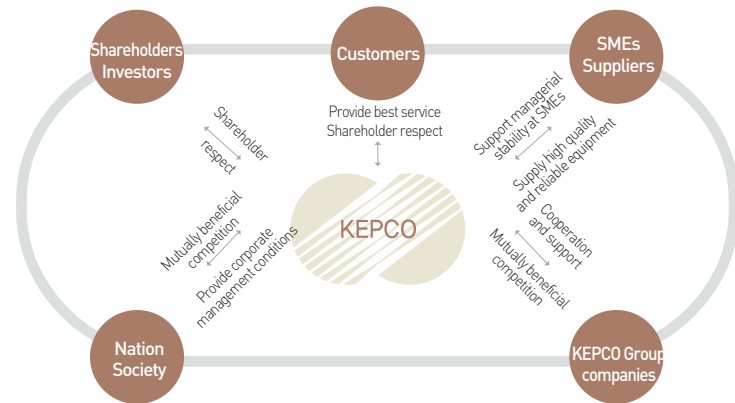 Shareholders
Investors
Customers
SMEs
Suppliers
Provide best service
Shareholder respect
Shareholder
respect
Support managerial
stability at SMEs
Supply high quality
and reliable equipment
KEPCO
Mutually beneficial
competition
Provide corporate
management conditions
Cooperation
and support
Mutually beneficial
competition
Nation
Society
KEPCO Group
companies